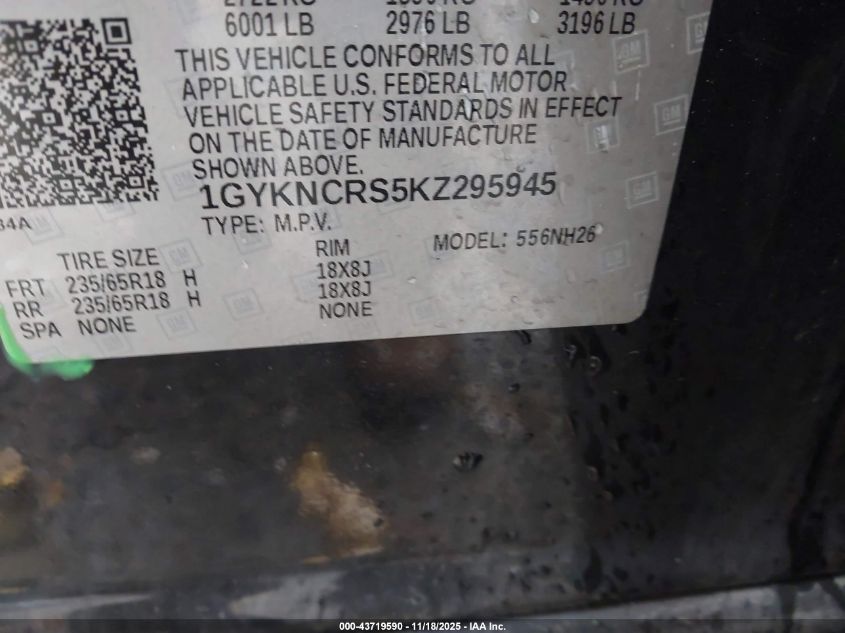 6001 LB 2976 LB 3196 LB
THIS VEHICLE CONFORMS TO ALL
APPLICABLE U.S. FEDERAL MOTOR
VEHICLE SAFETY STANDARDS IN EFFECT
ON THE DATE OF MANUFACTURE
SHOWN ABOVE.
1GYKNCRS5KZ295945
TYPE: M.P.V. MODEL: 556NH26
TIRE SIZE RIM
FRT 235/65R18 H 18X8J
RR 235/65R18 H 18X8J
SPA NONE NONE
000-43719590 - 11/18/2025 - IAA Inc.